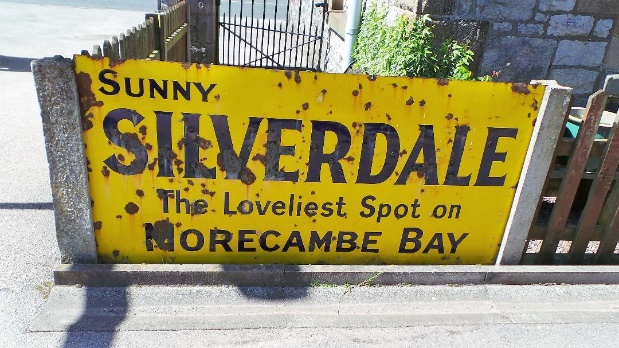 SUNNY
SILVERDALE
The Loveliest Spot on
MORECAMBE BAY